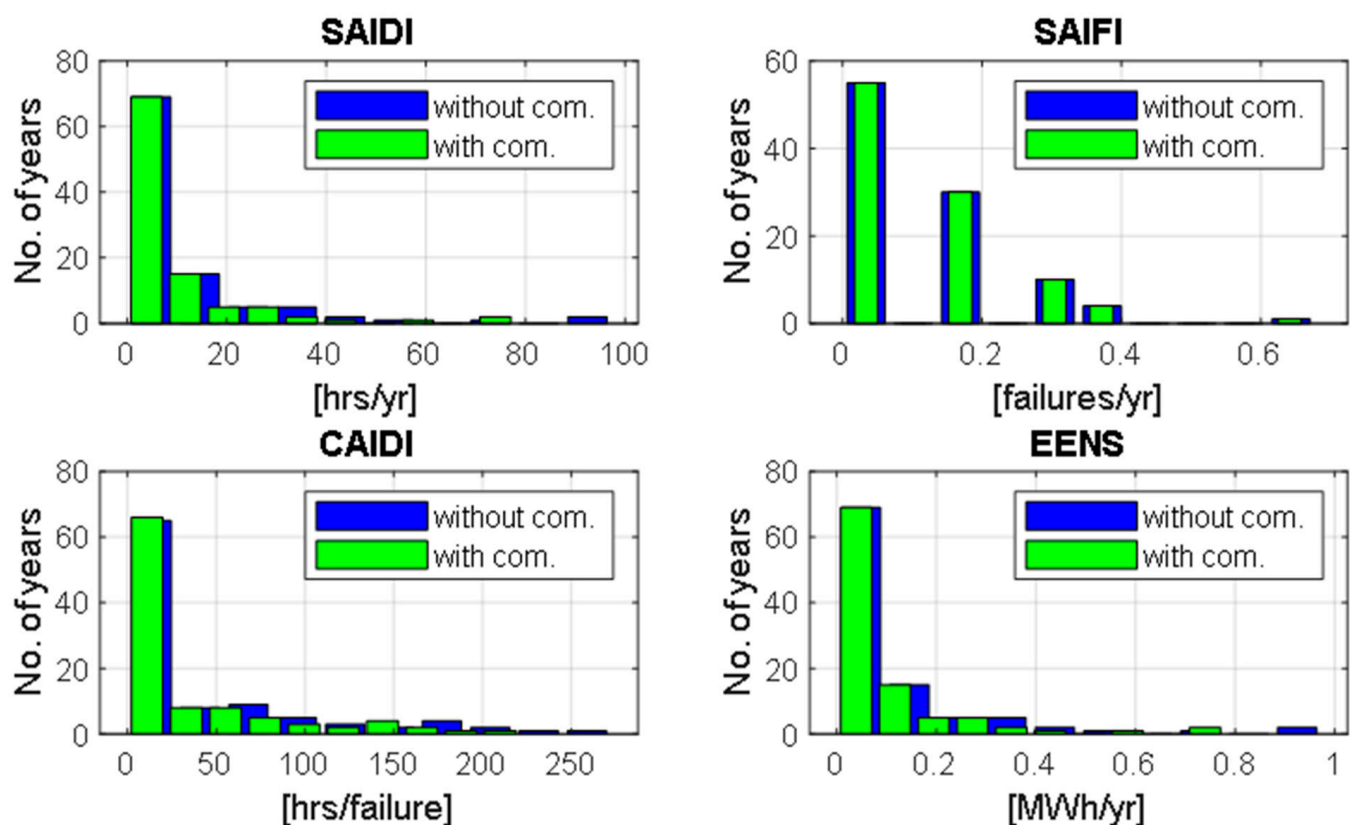 SAIDI
80
60
40
20
0
No. of years
without com.
with com.
0 20 40 60 80 100
[hrs/yr]
SAIFI
60
40
20
0
No. of years
without com.
with com.
0 0.2 0.4 0.6
[failures/yr]
CAIDI
80
60
40
20
0
No. of years
without com.
with com.
0 50 100 150 200 250
[hrs/failure]
EENS
80
60
40
20
0
No. of years
without com.
with com.
0 0.2 0.4 0.6 0.8 1
[MWh/yr]